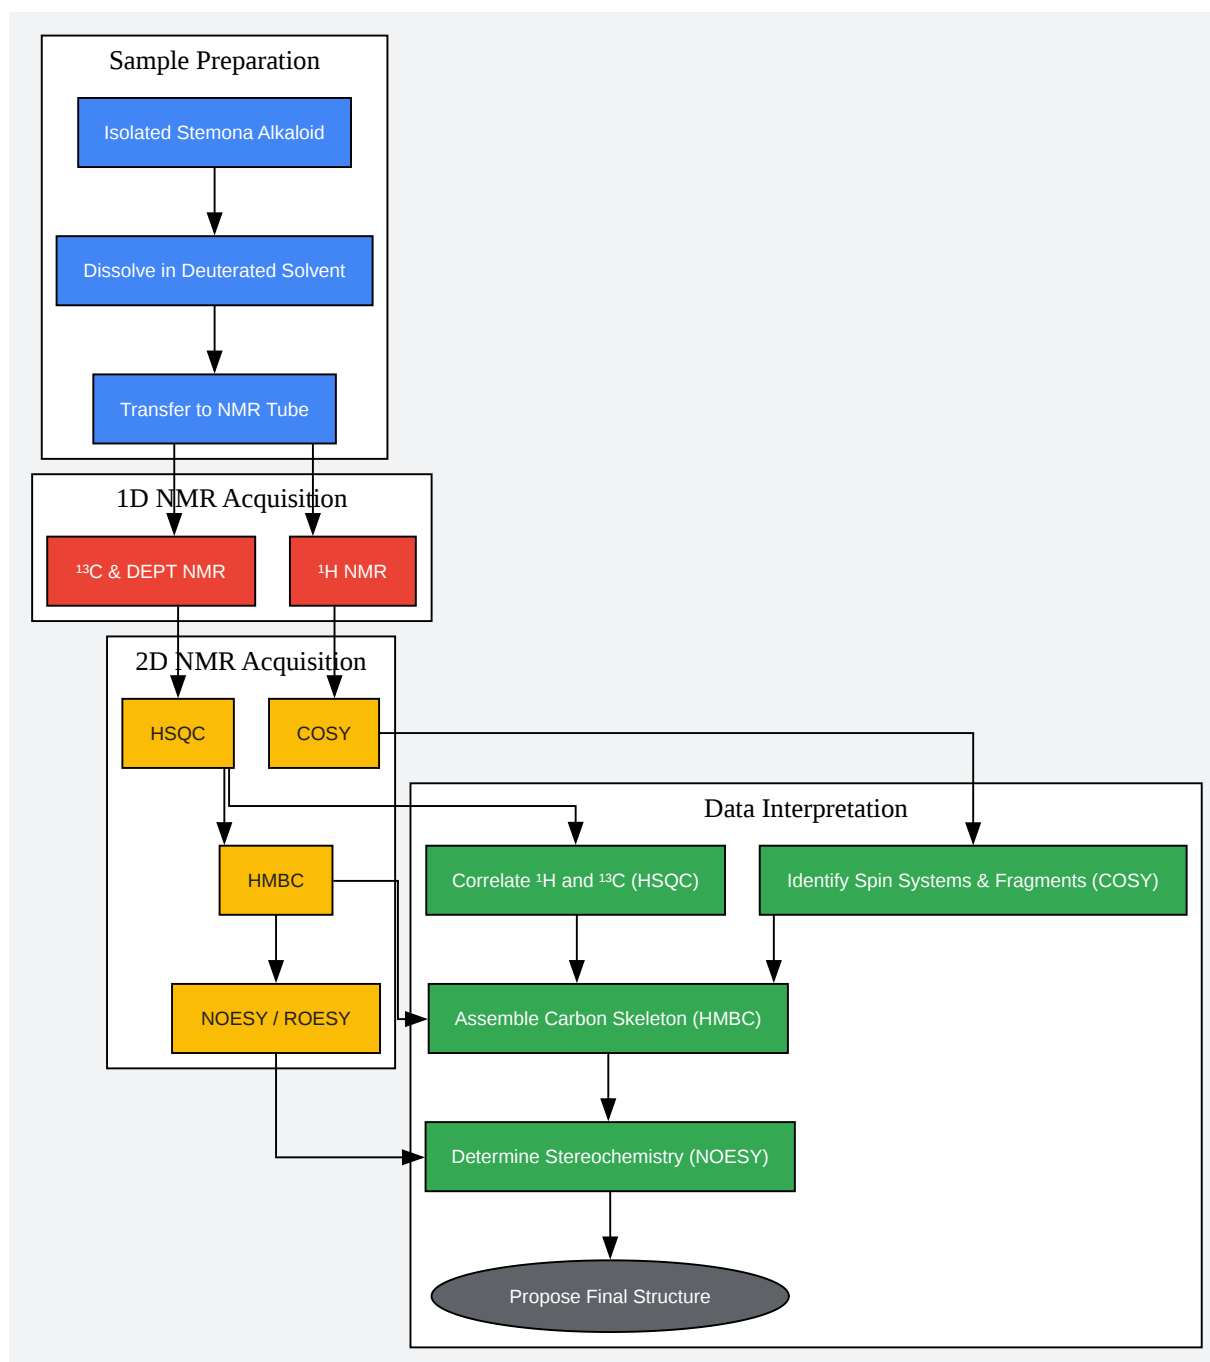 Sample Preparation
Isolated Stemona Alkaloid
Dissolve in Deuterated Solvent
Transfer to NMR Tube
1D NMR Acquisition
¹³C & DEPT NMR
¹H NMR
2D NMR Acquisition
HSQC
COSY
Data Interpretation
HMBC
Correlate ¹H and ¹³C (HSQC)
Identify Spin Systems & Fragments (COSY)
NOESY / ROESY
Assemble Carbon Skeleton (HMBC)
Determine Stereochemistry (NOESY)
Propose Final Structure